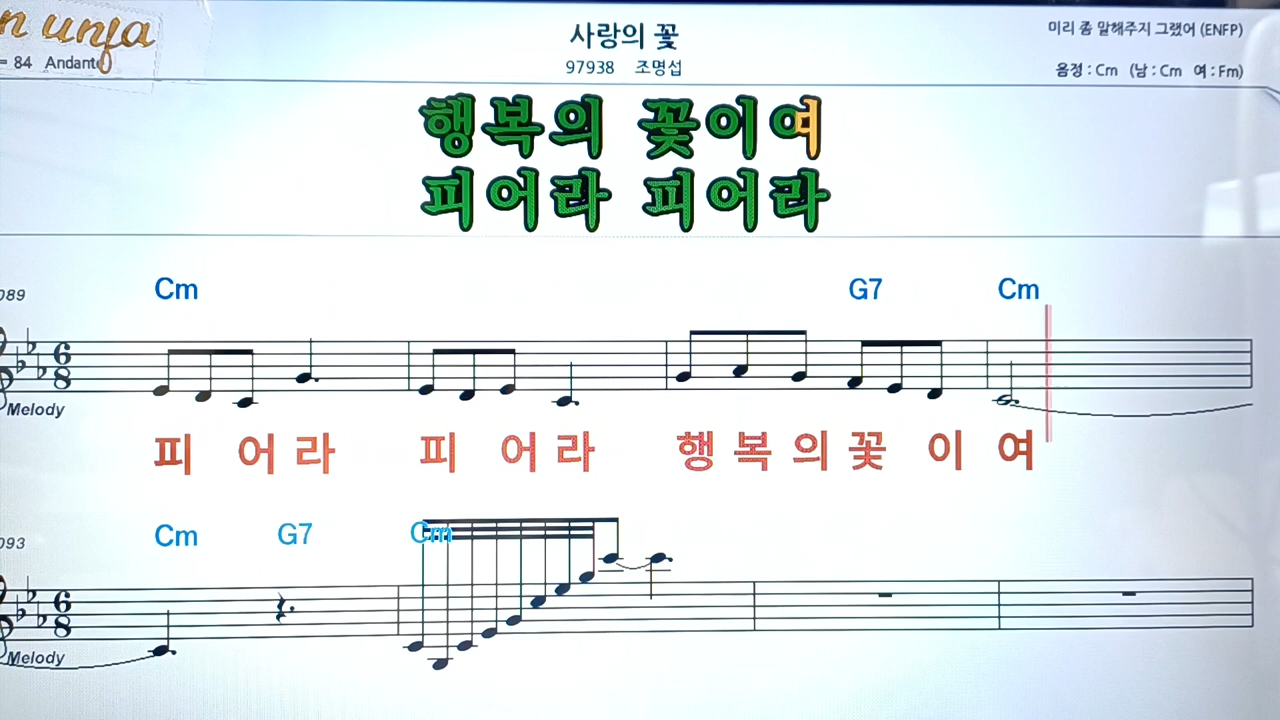 n unfa
사랑의 꽃
미리 좀 말해주지 그랬어 (ENFP)
= 84 Andante
97938 조명섭
음정 : Cm (남 : Cm 여 : Fm)
행복의 꽃이여
피어라 피어라
089
Cm G7 Cm
6
8
Melody
피 어 라 피 어 라 행 복 의 꽃 이 여
093
Cm G7 Cm
6
8
Melody